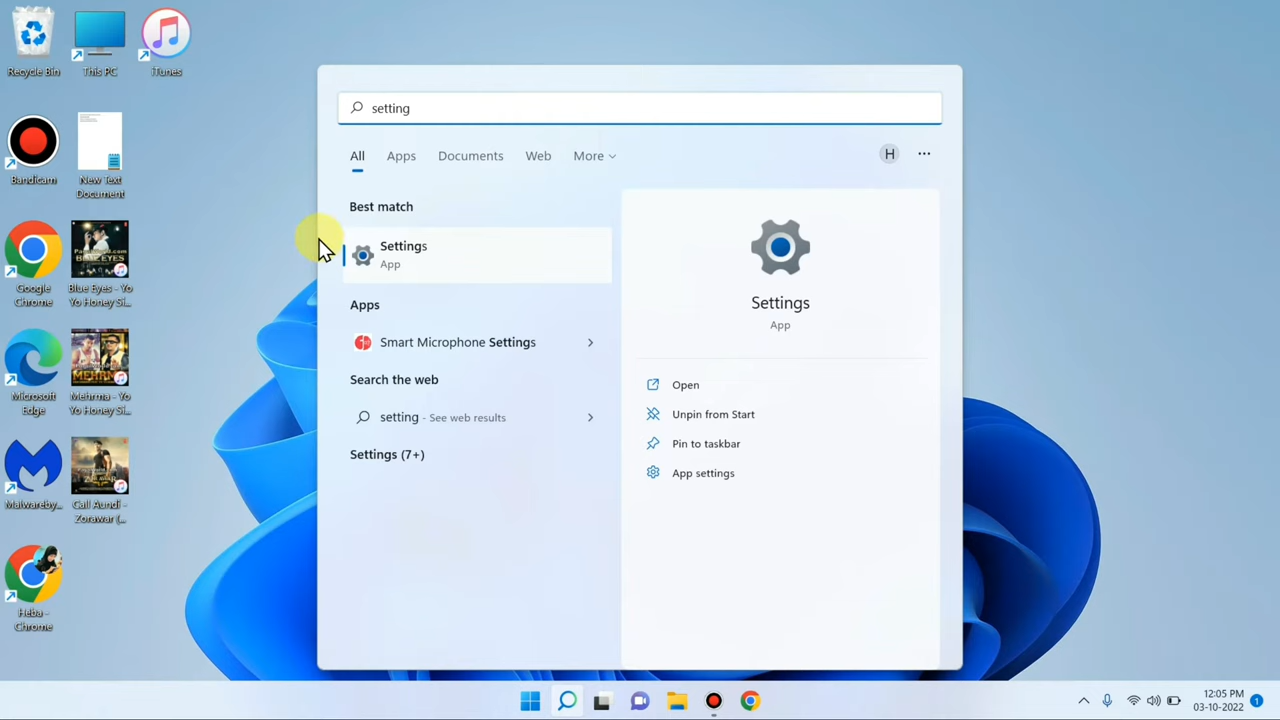 Recycle Bin
This PC
iTunes
Bandicam
New Text
Document
Google
Chrome
Blue Eyes - Yo
Yo Honey Si...
Microsoft
Edge
Mehrma - Yo
Yo Honey Si...
Malwareby...
Call Aundi -
Zorawar (...
Heba -
Chrome
setting
All
Apps
Documents
Web
More
H
Best match
Settings
App
Apps
Smart Microphone Settings
Search the web
setting - See web results
Settings (7+)
Settings
App
Open
Unpin from Start
Pin to taskbar
App settings
12:05 PM
03-10-2022
1